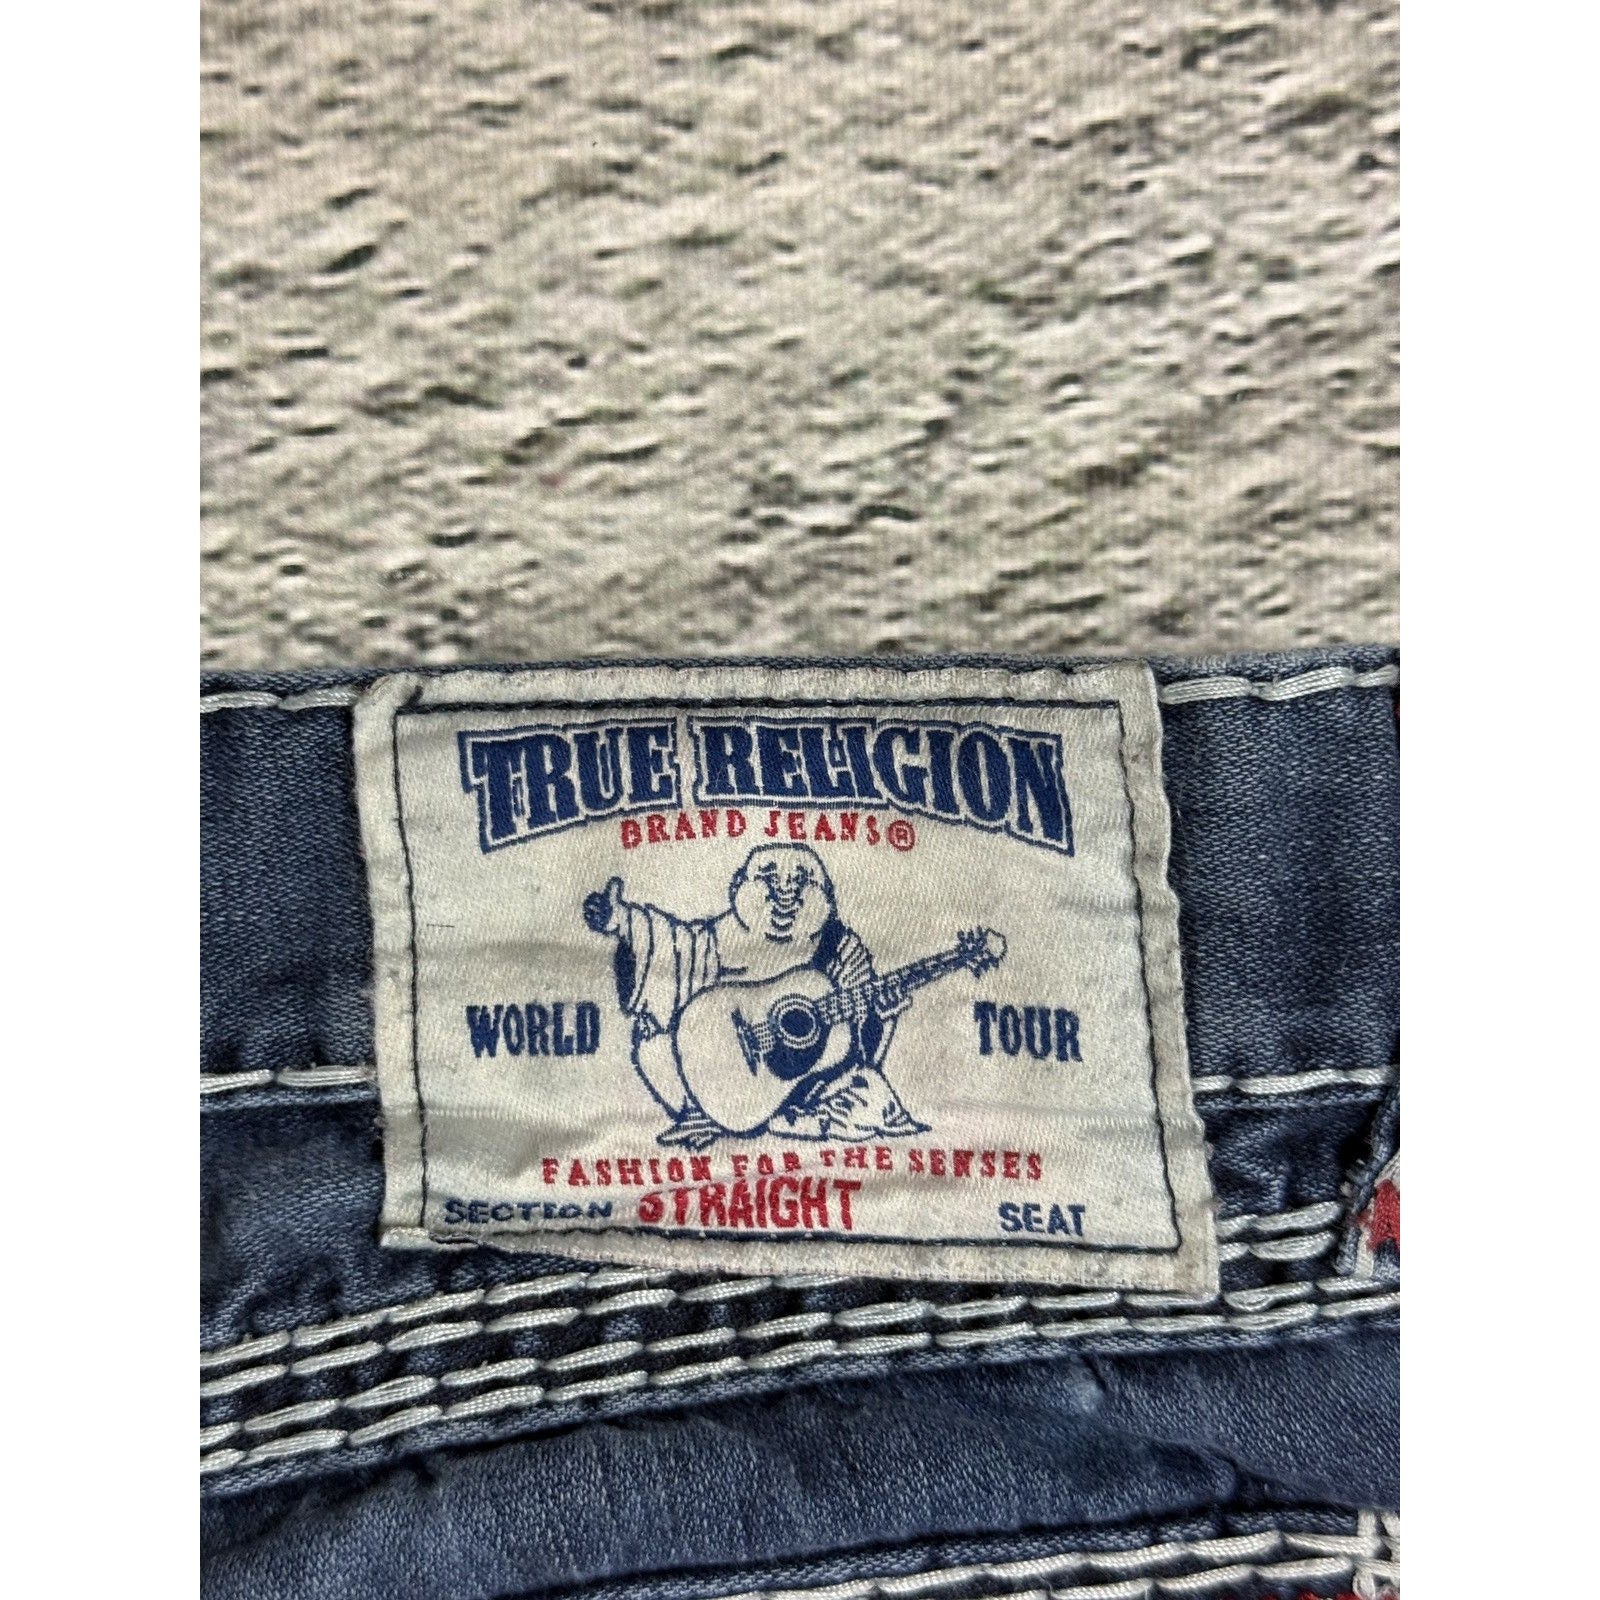 TRUE RELIGION
BRAND JEANS®
WORLD TOUR
FASHION FOR THE SENSES
SECTION STRAIGHT SEAT